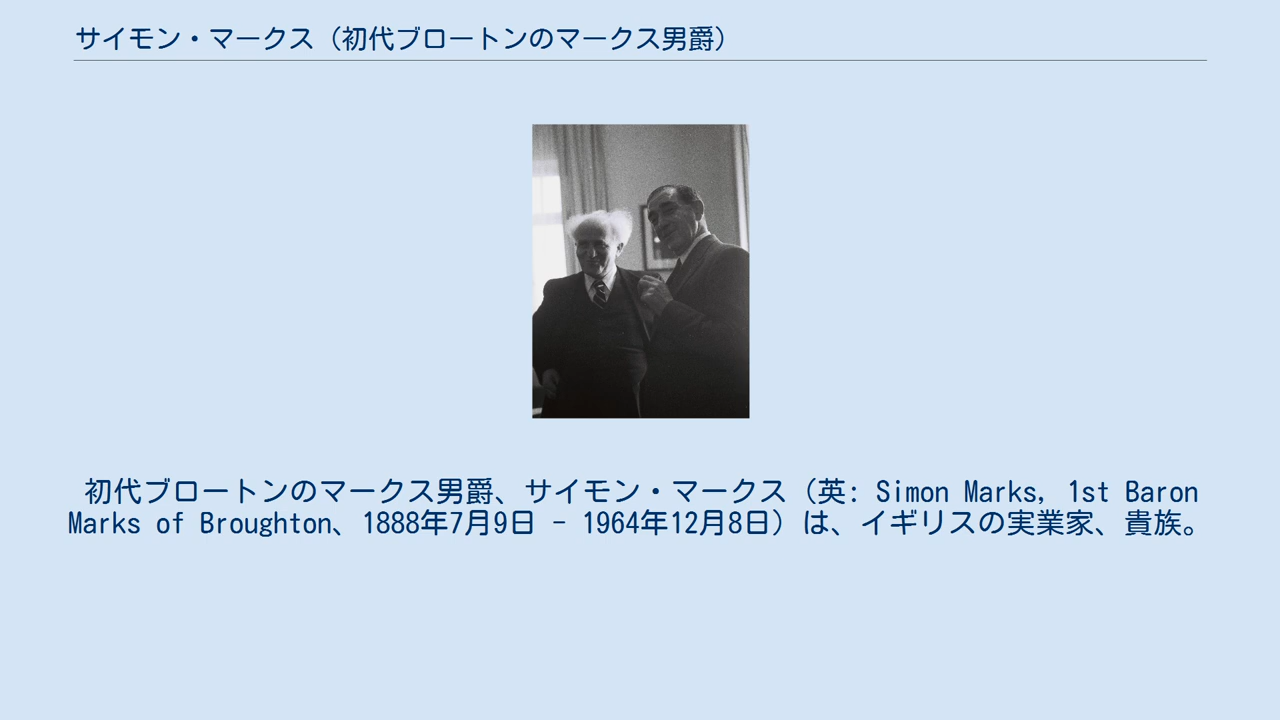 サイモン・マークス（初代ブロートンのマークス男爵）
初代ブロートンのマークス男爵、サイモン・マークス（英: Simon Marks, 1st Baron
Marks of Broughton、1888年7月9日 - 1964年12月8日）は、イギリスの実業家、貴族。